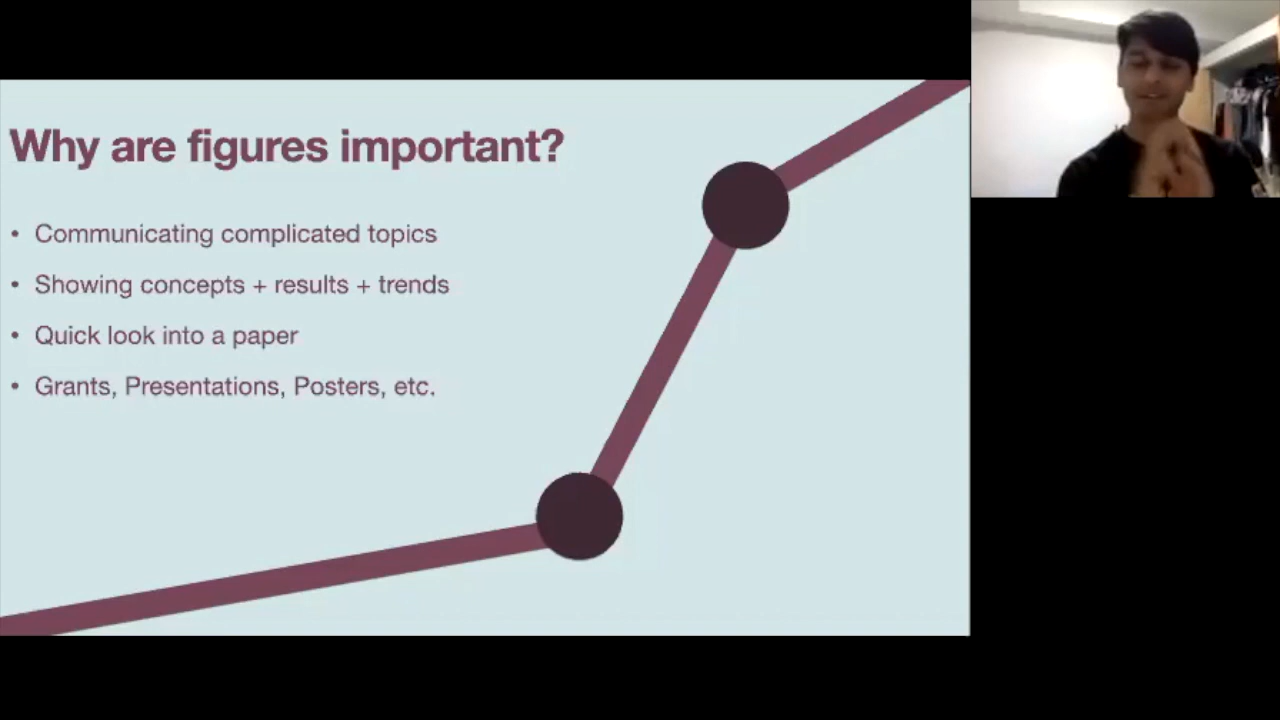 Why are figures important?
• Communicating complicated topics
• Showing concepts + results + trends
• Quick look into a paper
• Grants, Presentations, Posters, etc.